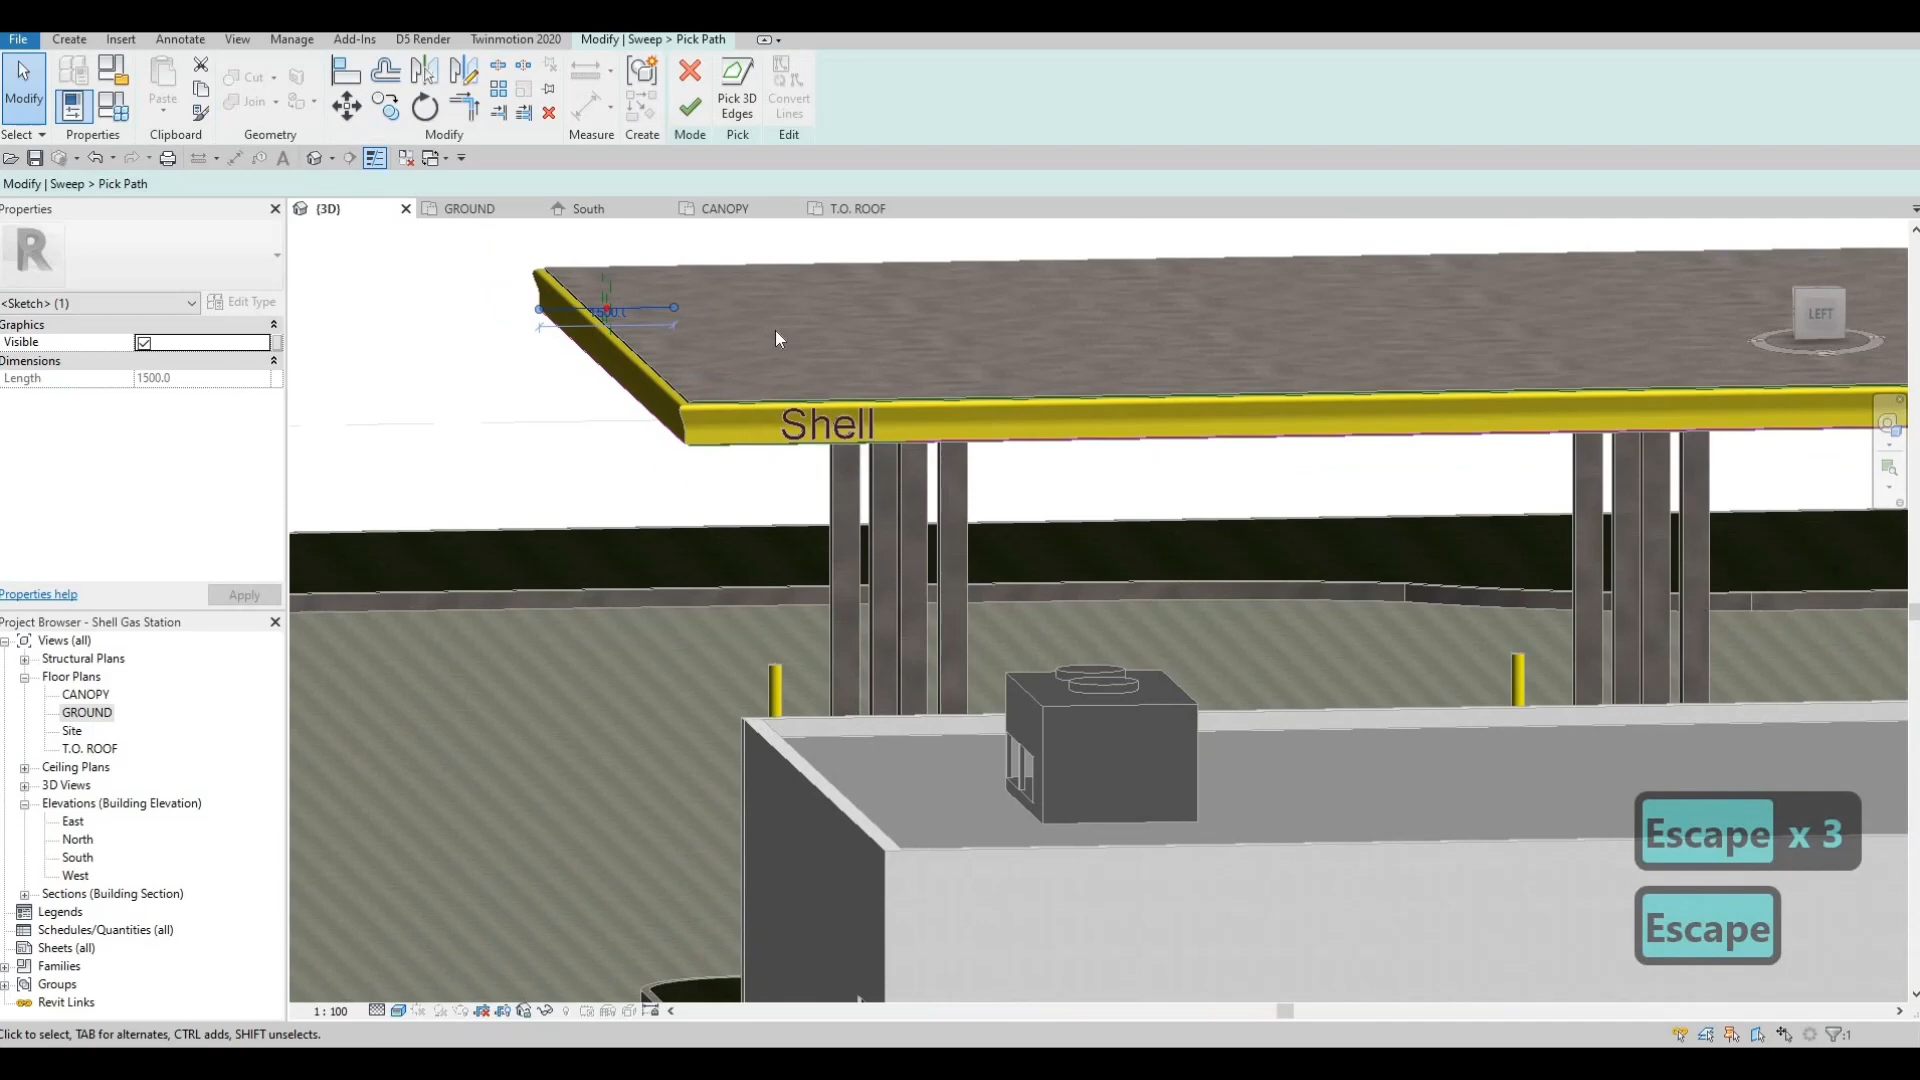 File Create Insert Annotate View Manage Add-Ins D5 Render Twinmotion 2020 Modify | Sweep > Pick Path
Modify
Paste
Cut
Join
Pick 3D
Edges
Convert
Lines
Select Properties Clipboard Geometry Modify Measure Create Mode Pick Edit
Modify | Sweep > Pick Path
Properties
{3D} GROUND South CANOPY T.O. ROOF
R
<Sketch> (1) Edit Type
Graphics
Visible
Dimensions
Length 1500.0
Properties help Apply
Project Browser - Shell Gas Station
Views (all)
Structural Plans
Floor Plans
CANOPY
GROUND
Site
T.O. ROOF
Ceiling Plans
3D Views
Elevations (Building Elevation)
East
North
South
West
Sections (Building Section)
Legends
Schedules/Quantities (all)
Sheets (all)
Families
Groups
Revit Links
Shell
LEFT
Escape x 3
Escape
1 : 100
Click to select, TAB for alternates, CTRL adds, SHIFT unselects.
:1